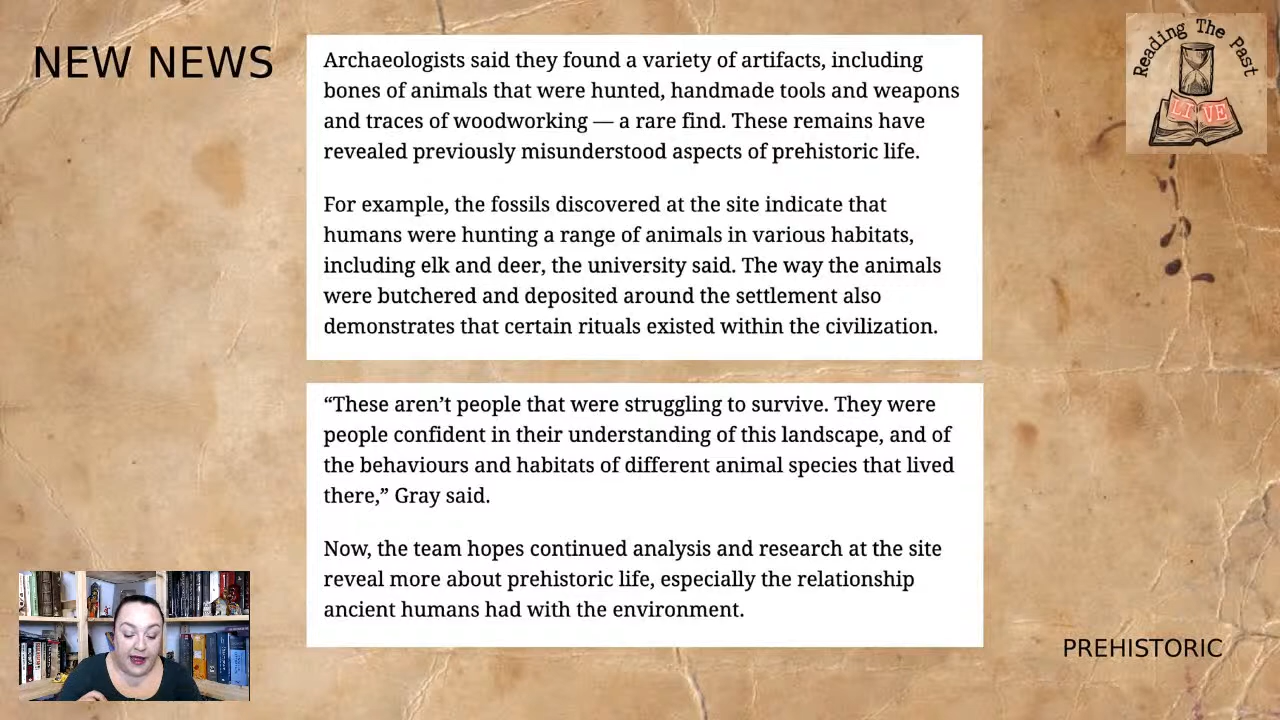 NEW NEWS
Archaeologists said they found a variety of artifacts, including
bones of animals that were hunted, handmade tools and weapons
and traces of woodworking — a rare find. These remains have
revealed previously misunderstood aspects of prehistoric life.
For example, the fossils discovered at the site indicate that
humans were hunting a range of animals in various habitats,
including elk and deer, the university said. The way the animals
were butchered and deposited around the settlement also
demonstrates that certain rituals existed within the civilization.
“These aren’t people that were struggling to survive. They were
people confident in their understanding of this landscape, and of
the behaviours and habitats of different animal species that lived
there,” Gray said.
Now, the team hopes continued analysis and research at the site
reveal more about prehistoric life, especially the relationship
ancient humans had with the environment.
Reading The Past
LIVE
PREHISTORIC